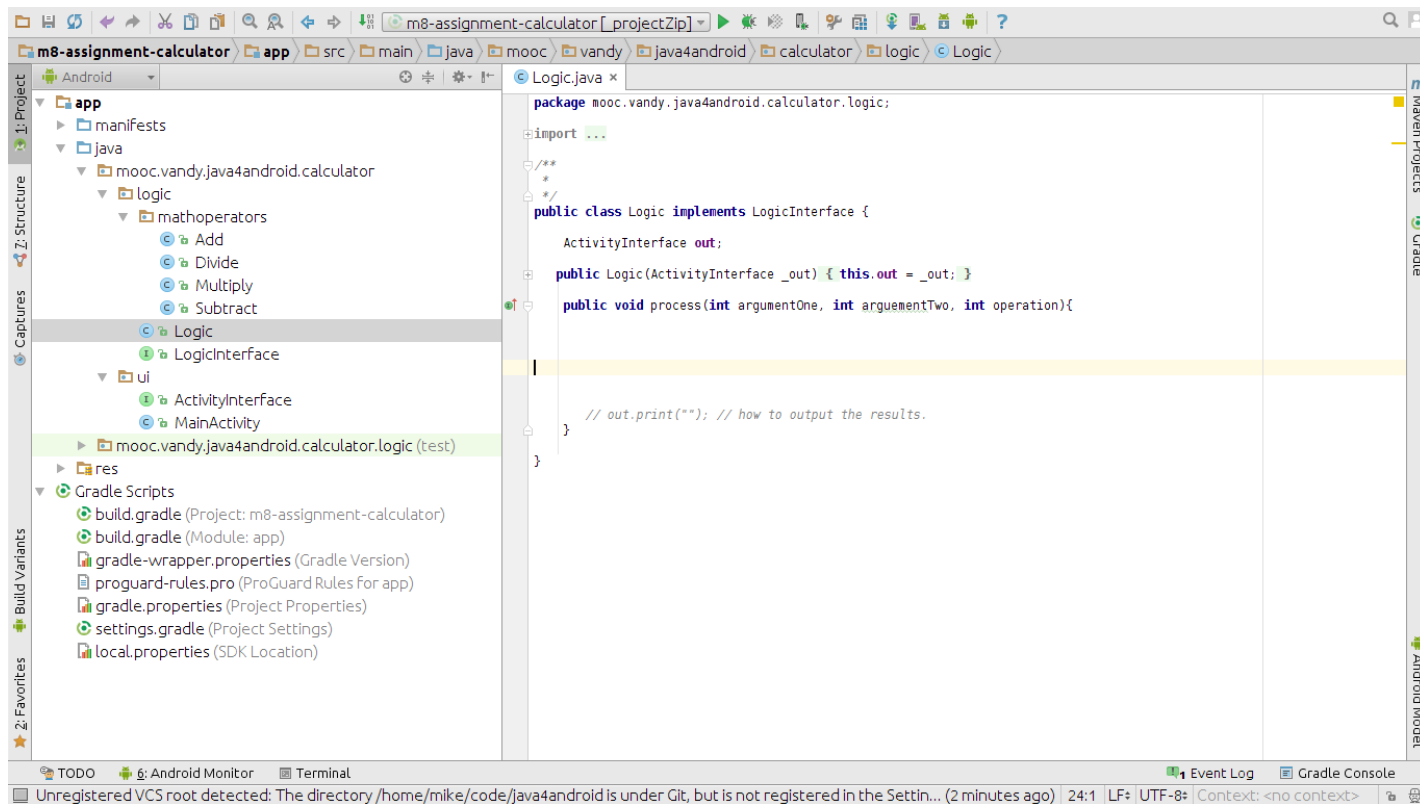 m8-assignment-calculator [_projectZip]
?
m8-assignment-calculator app src main java mooc vandy java4android calculator logic Logic
1: Project
7: Structure
Captures
Build Variants
2: Favorites
Android
app
manifests
java
mooc.vandy.java4android.calculator
logic
mathoperators
Add
Divide
Multiply
Subtract
Logic
LogicInterface
ui
ActivityInterface
MainActivity
mooc.vandy.java4android.calculator.logic (test)
res
Gradle Scripts
build.gradle (Project: m8-assignment-calculator)
build.gradle (Module: app)
gradle-wrapper.properties (Gradle Version)
proguard-rules.pro (ProGuard Rules for app)
gradle.properties (Project Properties)
settings.gradle (Project Settings)
local.properties (SDK Location)
Logic.java
package mooc.vandy.java4android.calculator.logic;
import ...
/**
*
*/
public class Logic implements LogicInterface {
ActivityInterface out;
public Logic(ActivityInterface _out) { this.out = _out; }
public void process(int argumentOne, int arguementTwo, int operation){
// out.print(""); // how to output the results.
}
}
Maven Projects
Gradle
Android Model
TODO 6: Android Monitor Terminal 1 Event Log Gradle Console
Unregistered VCS root detected: The directory /home/mike/code/java4android is under Git, but is not registered in the Settin... (2 minutes ago) 24:1 LF UTF-8 Context: <no context>